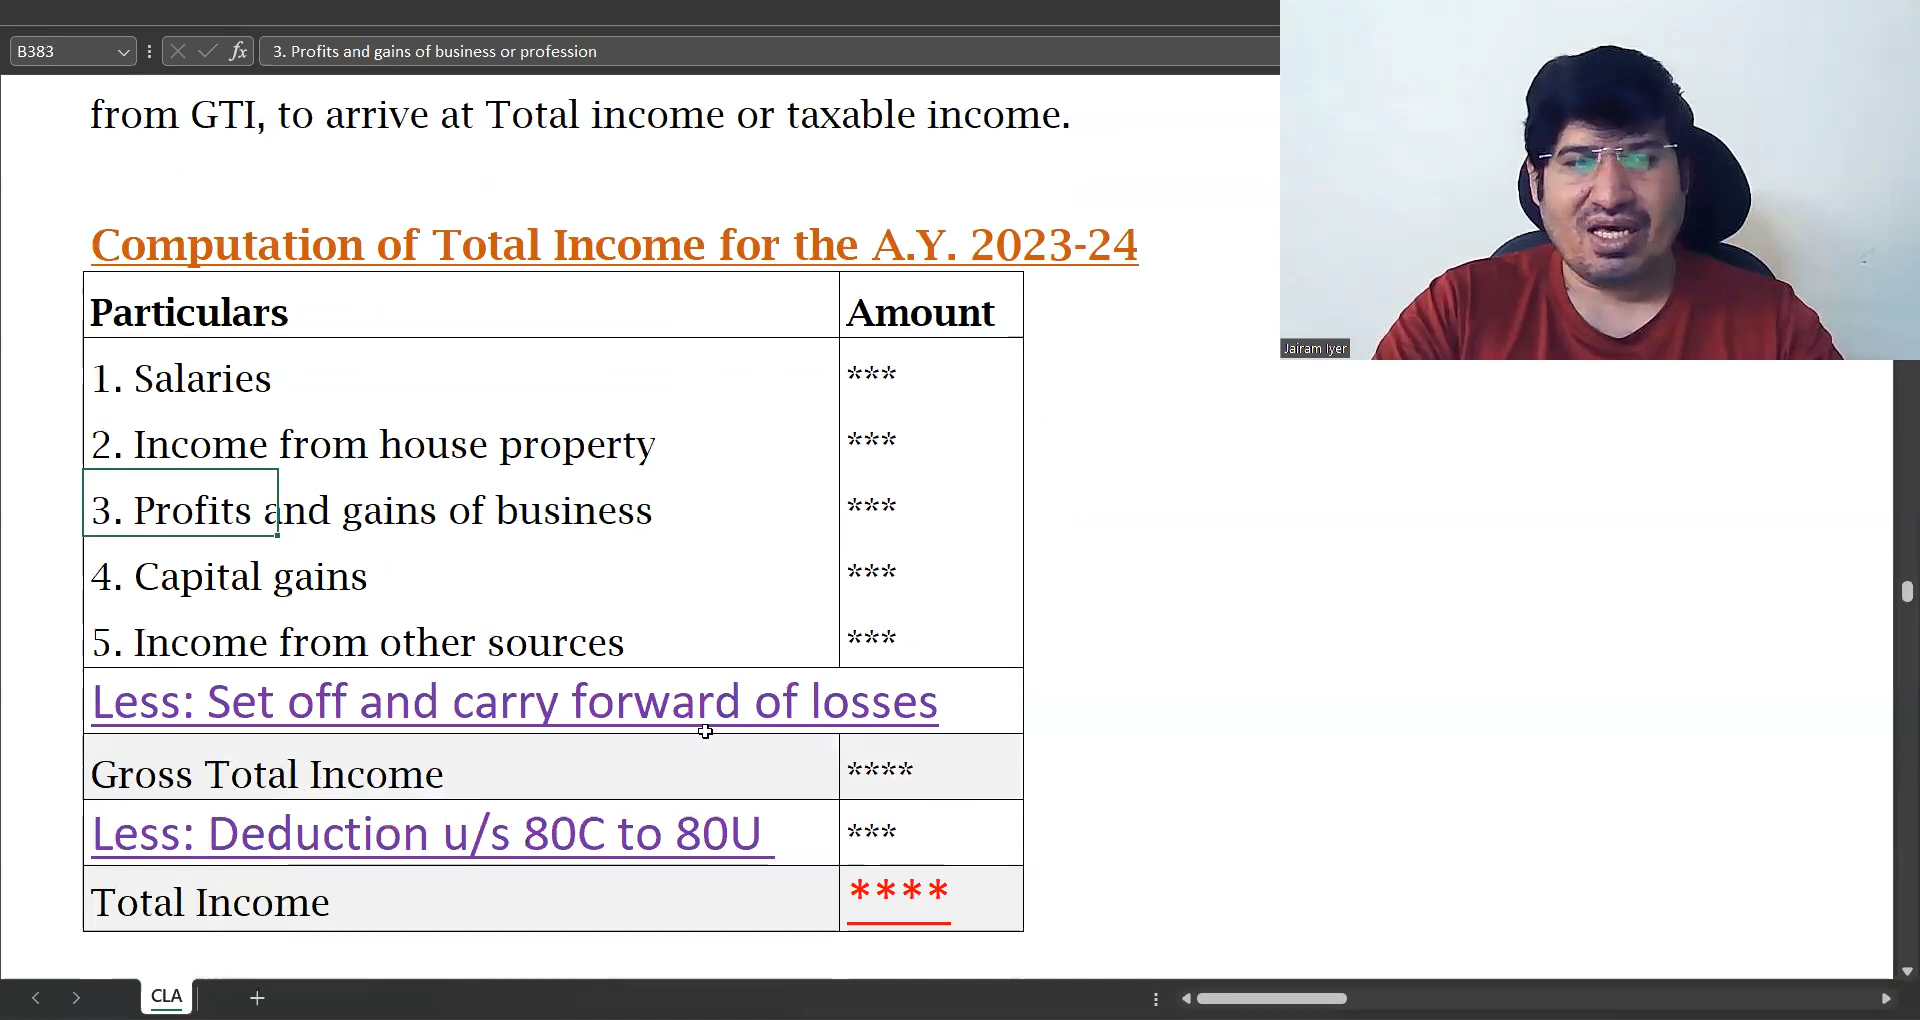 B383
fx
3. Profits and gains of business or profession
from GTI, to arrive at Total income or taxable income.
Jairam Iyer
Computation of Total Income for the A.Y. 2023-24
Particulars Amount
1. Salaries ***
2. Income from house property ***
3. Profits and gains of business ***
4. Capital gains ***
5. Income from other sources ***
Less: Set off and carry forward of losses
Gross Total Income ****
Less: Deduction u/s 80C to 80U ***
Total Income ****
CLA